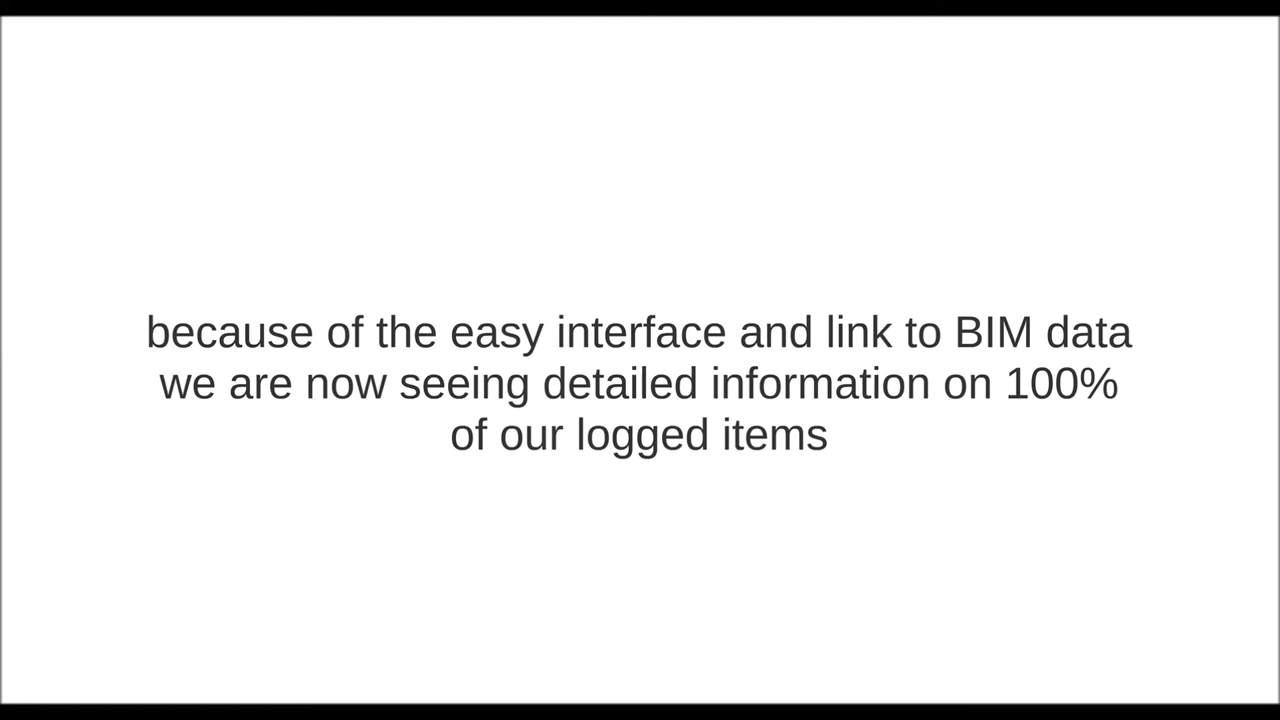 because of the easy interface and link to BIM data
we are now seeing detailed information on 100%
of our logged items